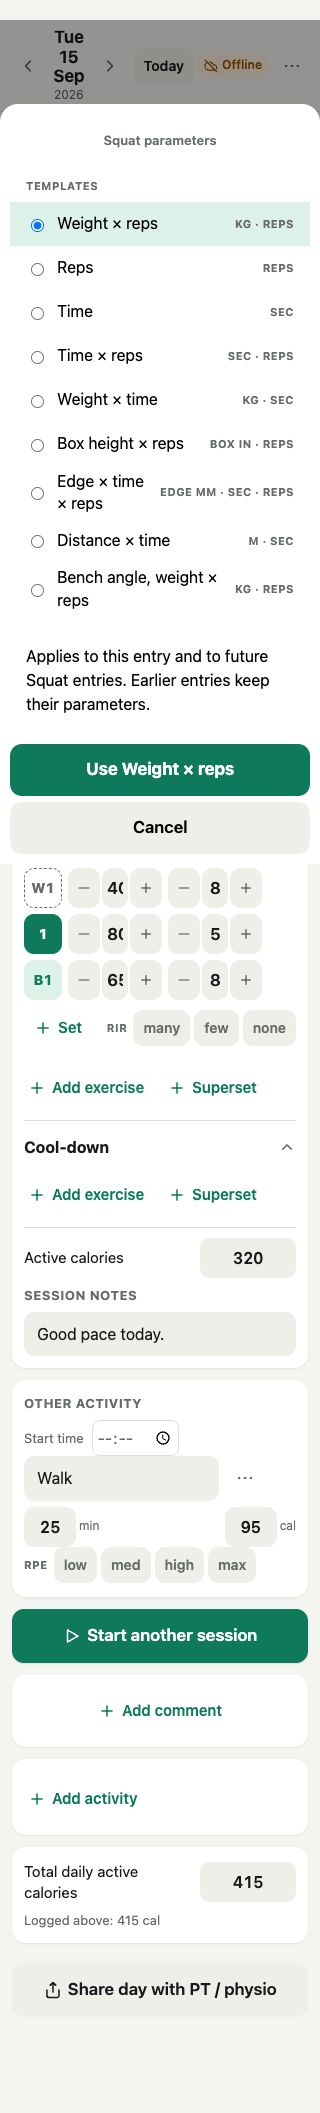 Tue
15
Sep
2026
Today
Offline
Squat parameters
TEMPLATES
Weight × reps KG · REPS
Reps REPS
Time SEC
Time × reps SEC · REPS
Weight × time KG · SEC
Box height × reps BOX IN · REPS
Edge × time
× reps
EDGE MM · SEC · REPS
Distance × time M · SEC
Bench angle, weight ×
reps
KG · REPS
Applies to this entry and to future
Squat entries. Earlier entries keep
their parameters.
Use Weight × reps
Cancel
W1 − 40 + − 8 +
1 − 80 + − 5 +
B1 − 65 + − 8 +
+ Set RIR many few none
+ Add exercise + Superset
Cool-down
+ Add exercise + Superset
Active calories 320
SESSION NOTES
Good pace today.
OTHER ACTIVITY
Start time --:--
Walk ...
25 min 95 cal
RPE low med high max
Start another session
+ Add comment
+ Add activity
Total daily active
calories
415
Logged above: 415 cal
Share day with PT / physio